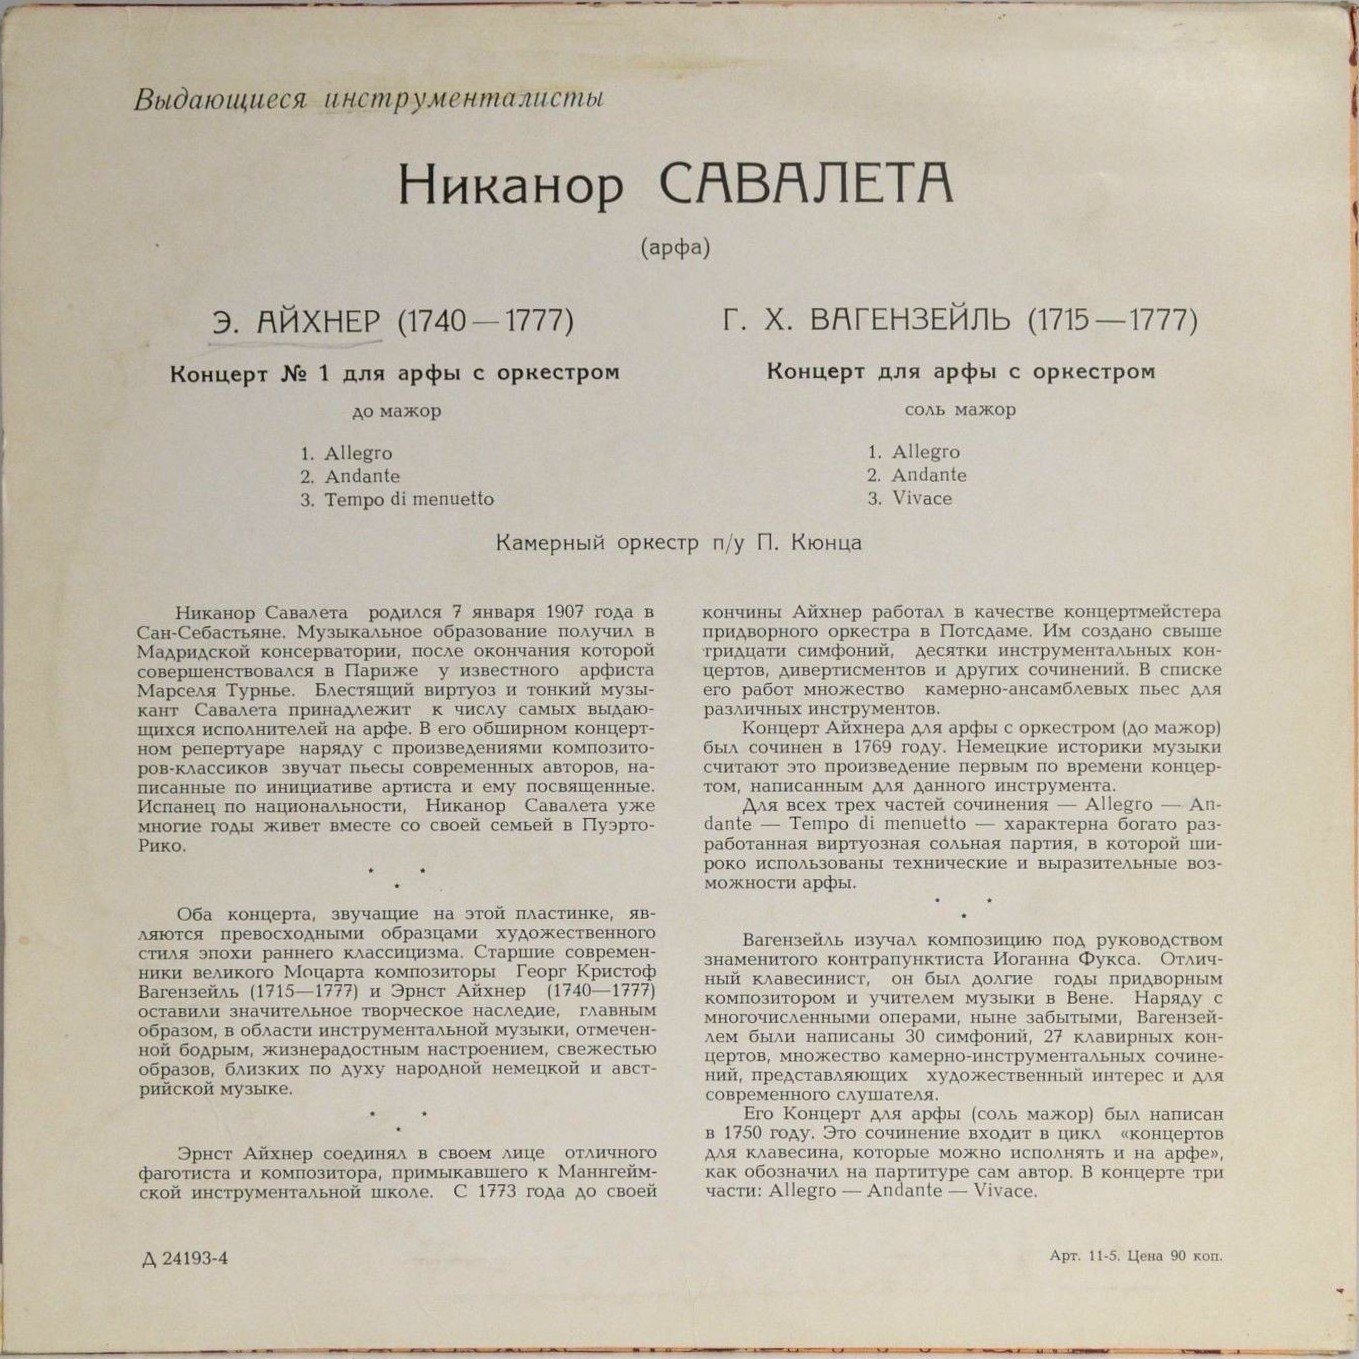 Выдающиеся инструменталисты
Никанор САВАЛЕТА
(арфа)
Э. АЙХНЕР (1740—1777)
Концерт № 1 для арфы с оркестром
до мажор
1. Allegro
2. Andante
3. Tempo di menuetto
Г. Х. ВАГЕНЗЕЙЛЬ (1715—1777)
Концерт для арфы с оркестром
соль мажор
1. Allegro
2. Andante
3. Vivace
Камерный оркестр п/у П. Кюнца
Никанор Савалета родился 7 января 1907 года в
Сан-Себастьяне. Музыкальное образование получил в
Мадридской консерватории, после окончания которой
совершенствовался в Париже у известного арфиста
Марселя Турнье. Блестящий виртуоз и тонкий музы-
кант Савалета принадлежит к числу самых выдаю-
щихся исполнителей на арфе. В его обширном концерт-
ном репертуаре наряду с произведениями композито-
ров-классиков звучат пьесы современных авторов, на-
писанные по инициативе артиста и ему посвященные.
Испанец по национальности, Никанор Савалета уже
многие годы живет вместе со своей семьей в Пуэрто-
Рико.
Оба концерта, звучащие на этой пластинке, яв-
ляются превосходными образцами художественного
стиля эпохи раннего классицизма. Старшие современ-
ники великого Моцарта композиторы Георг Кристоф
Вагензейль (1715—1777) и Эрнст Айхнер (1740—1777)
оставили значительное творческое наследие, главным
образом, в области инструментальной музыки, отмечен-
ной бодрым, жизнерадостным настроением, свежестью
образов, близких по духу народной немецкой и авст-
рийской музыке.
Эрнст Айхнер соединял в своем лице отличного
фаготиста и композитора, примыкавшего к Маннгейм-
ской инструментальной школе. С 1773 года до своей
кончины Айхнер работал в качестве концертмейстера
придворного оркестра в Потсдаме. Им создано свыше
тридцати симфоний, десятки инструментальных кон-
цертов, дивертисментов и других сочинений. В списке
его работ множество камерно-ансамблевых пьес для
различных инструментов.
Концерт Айхнера для арфы с оркестром (до мажор)
был сочинен в 1769 году. Немецкие историки музыки
считают это произведение первым по времени концер-
том, написанным для данного инструмента.
Для всех трех частей сочинения — Allegro — An-
dante — Tempo di menuetto — характерна богато раз-
работанная виртуозная сольная партия, в которой ши-
роко использованы технические и выразительные воз-
можности арфы.
Вагензейль изучал композицию под руководством
знаменитого контрапунктиста Иоганна Фукса. Отлич-
ный клавесинист, он был долгие годы придворным
композитором и учителем музыки в Вене. Наряду с
многочисленными операми, ныне забытыми, Вагензей-
лем были написаны 30 симфоний, 27 клавирных кон-
цертов, множество камерно-инструментальных сочине-
ний, представляющих художественный интерес и для
современного слушателя.
Его Концерт для арфы (соль мажор) был написан
в 1750 году. Это сочинение входит в цикл «концертов
для клавесина, которые можно исполнять и на арфе»,
как обозначил на партитуре сам автор. В концерте три
части: Allegro — Andante — Vivace.
Д 24193-4
Арт. 11-5. Цена 90 коп.